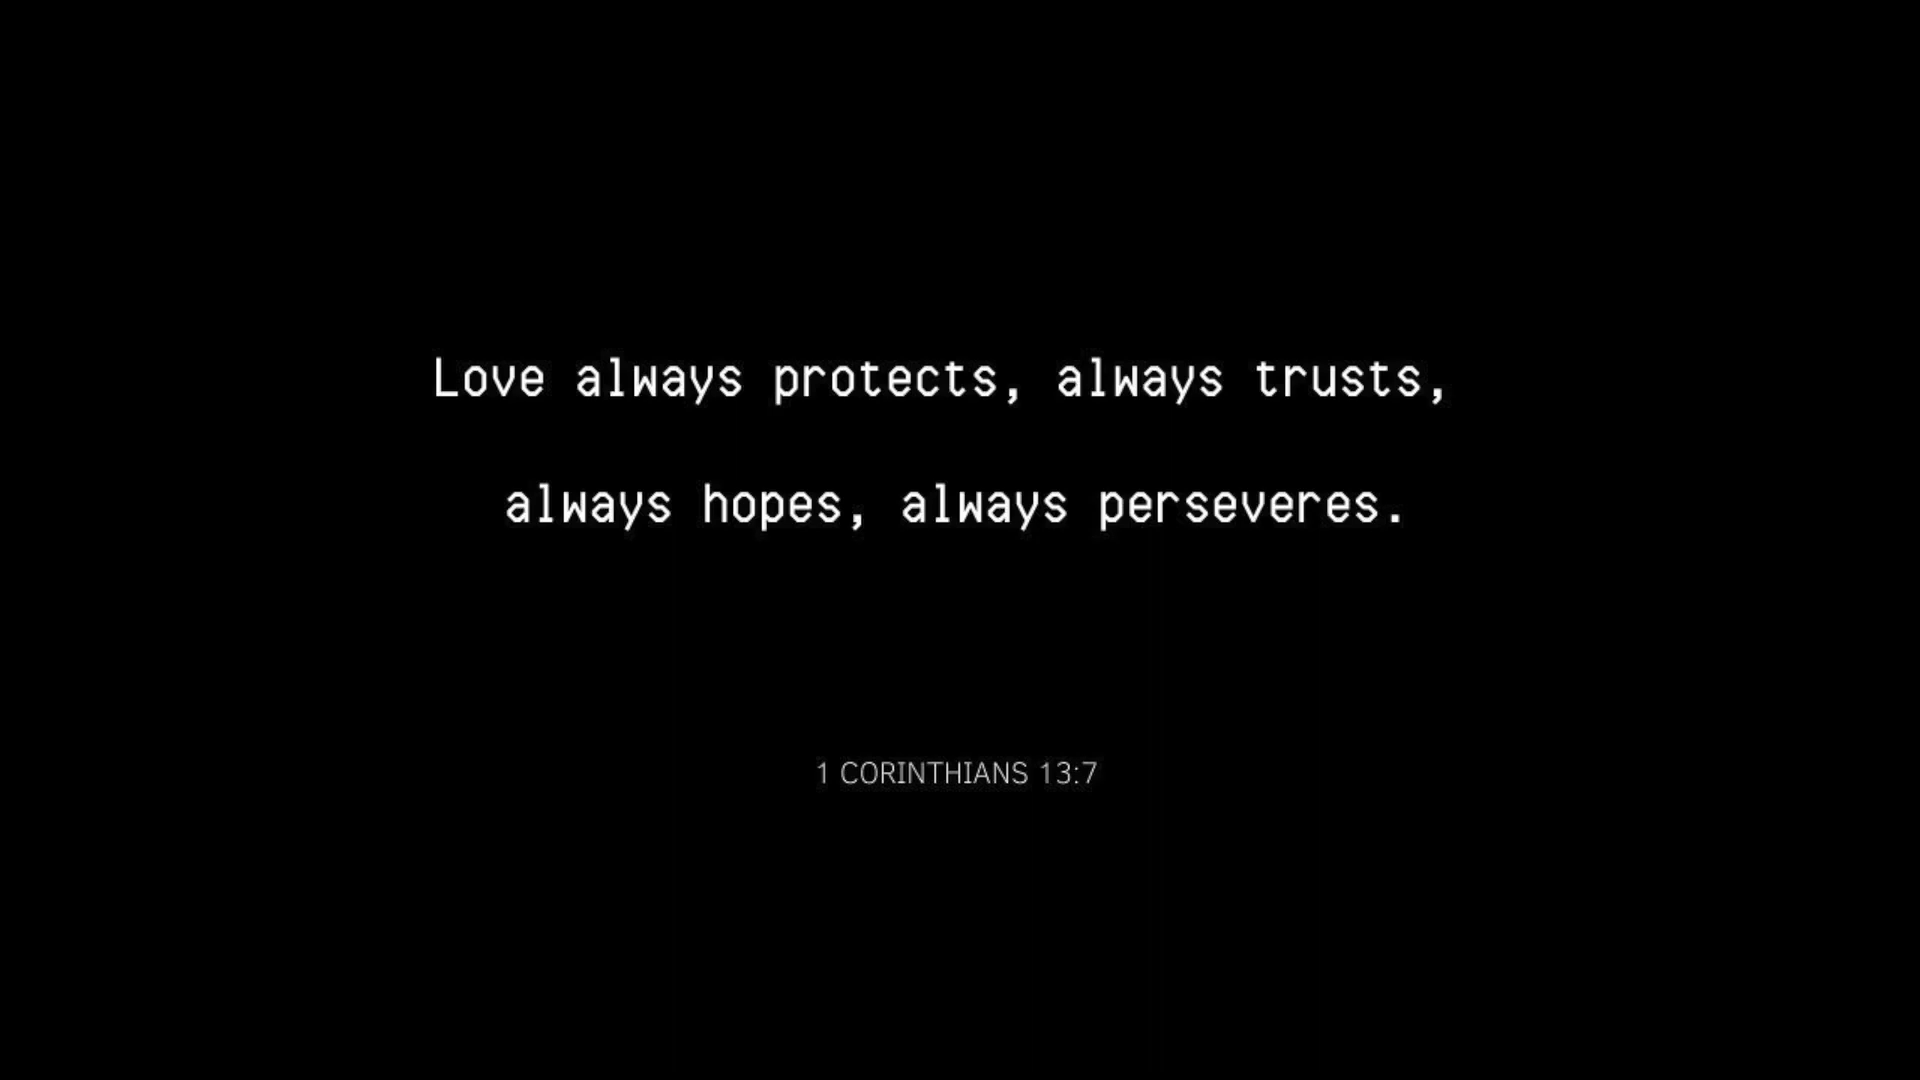 Love always protects, always trusts,
always hopes, always perseveres.
1 CORINTHIANS 13:7